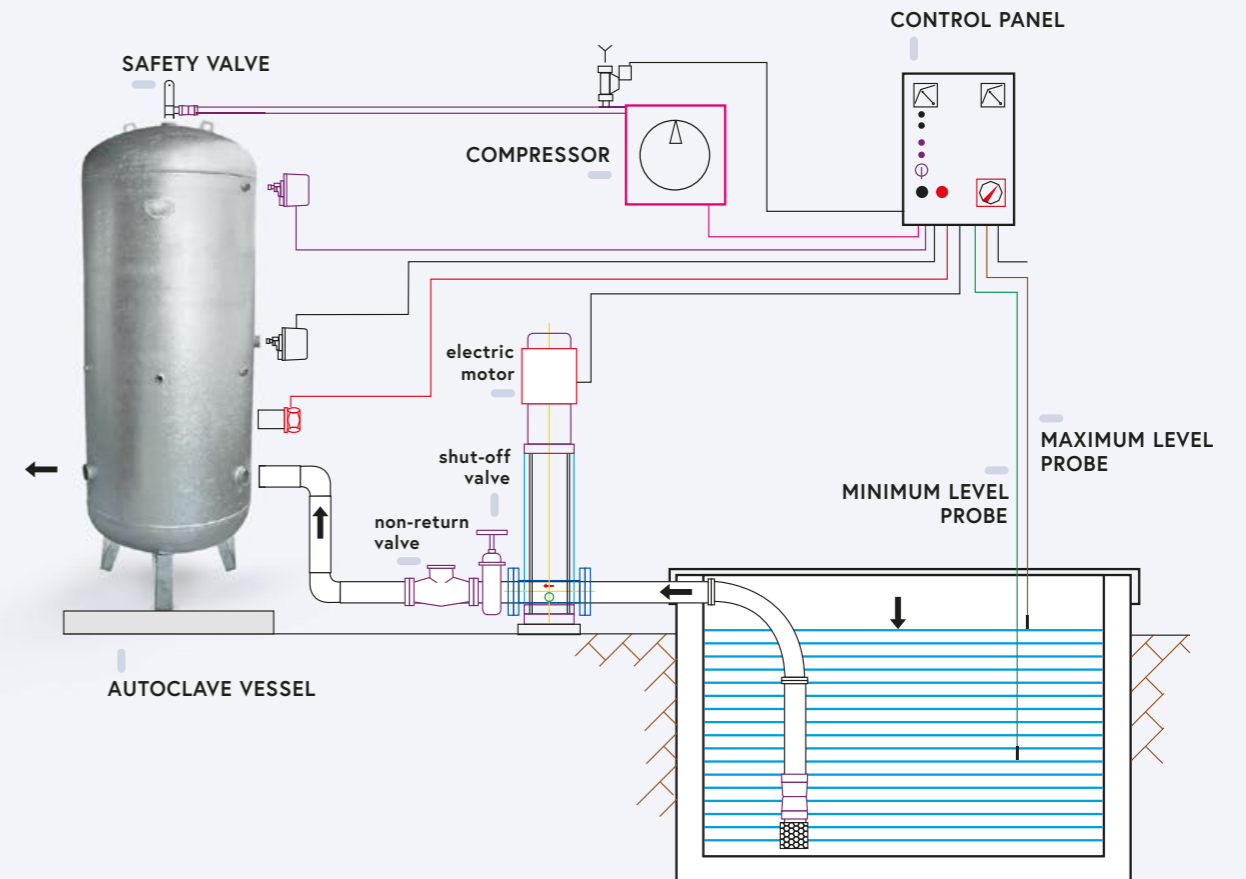 CONTROL PANEL
SAFETY VALVE
COMPRESSOR
electric
motor
shut-off
valve
non-return
valve
MAXIMUM LEVEL
PROBE
MINIMUM LEVEL
PROBE
AUTOCLAVE VESSEL